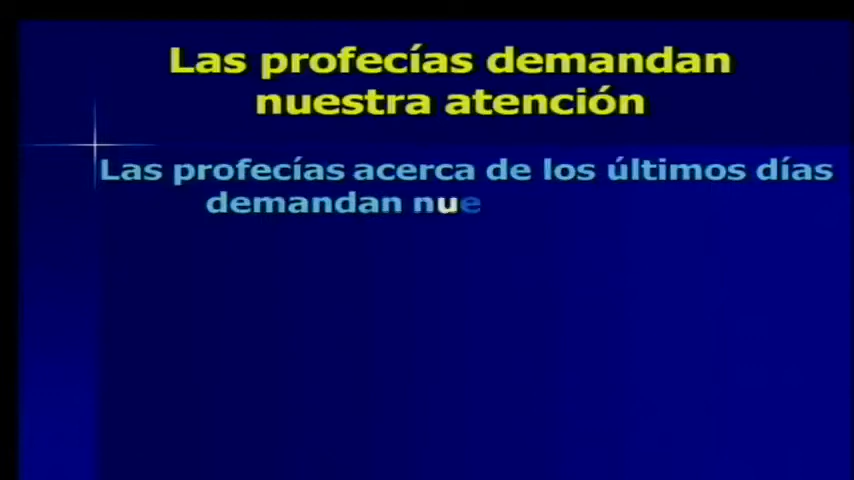 Las profecías demandan
nuestra atención
Las profecías acerca de los últimos días
demandan nue